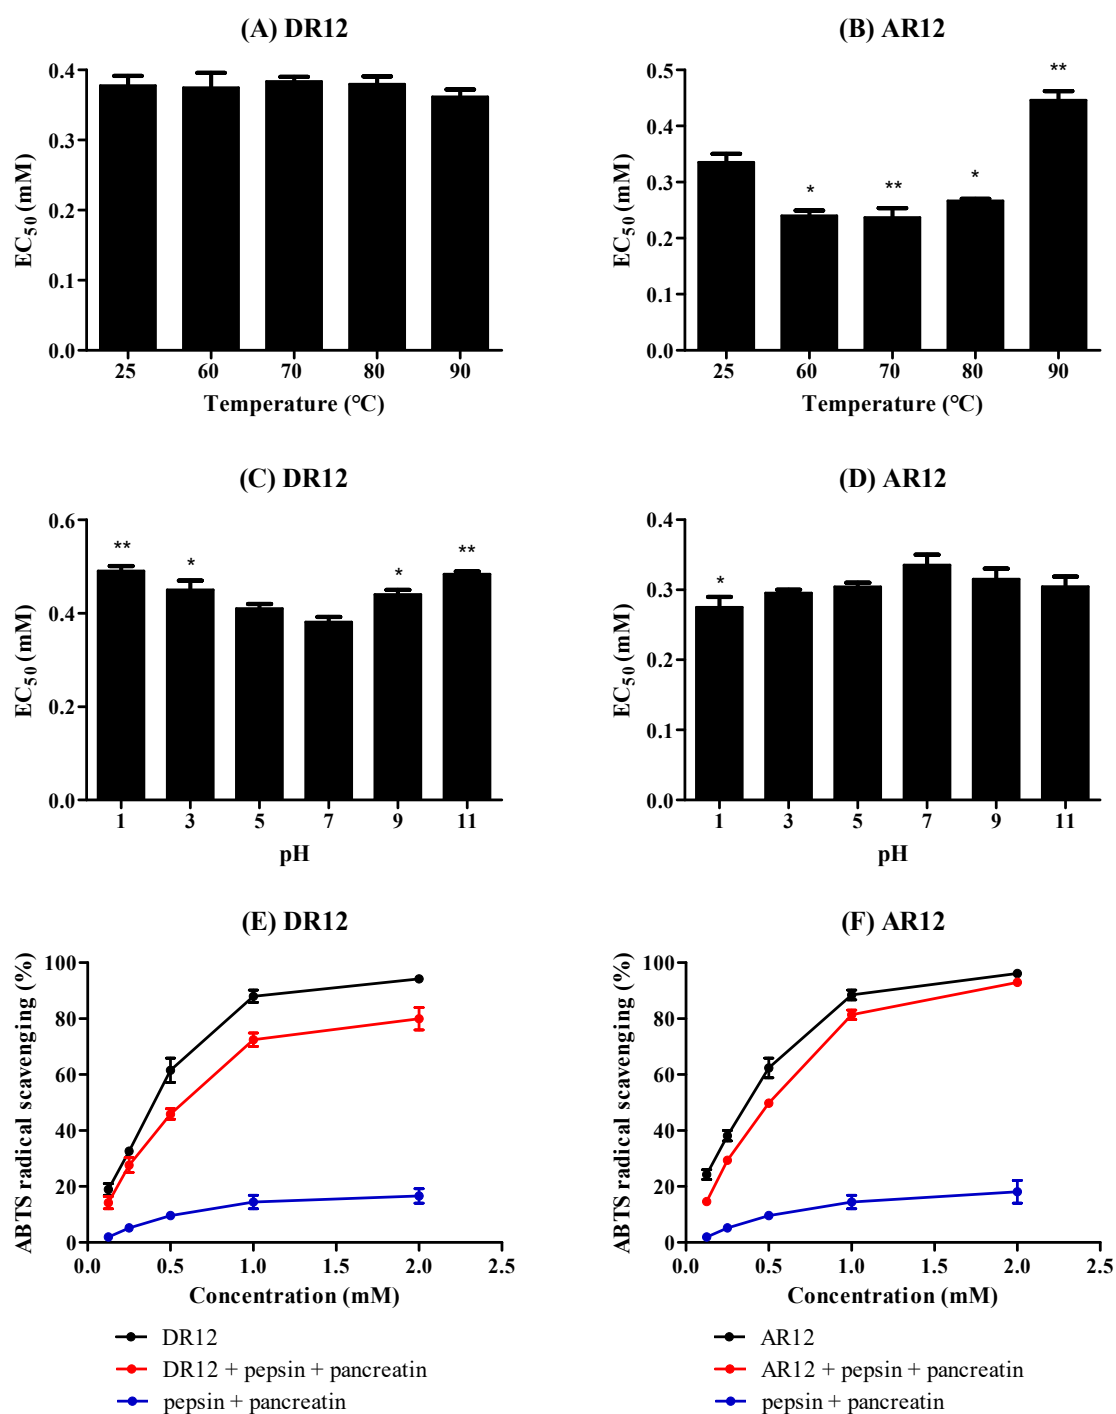 (A) DR12
EC50 (mM)
0.4
0.3
0.2
0.1
0.0
25 60 70 80 90
Temperature (°C)
(B) AR12
EC50 (mM)
0.5
0.4
0.3
0.2
0.1
0.0
* ** * **
25 60 70 80 90
Temperature (°C)
(C) DR12
EC50 (mM)
0.6
0.4
0.2
0.0
** * * **
1 3 5 7 9 11
pH
(D) AR12
EC50 (mM)
0.4
0.3
0.2
0.1
0.0
*
1 3 5 7 9 11
pH
(E) DR12
ABTS radical scavenging (%)
100
80
60
40
20
0
0.0 0.5 1.0 1.5 2.0 2.5
Concentration (mM)
DR12
DR12 + pepsin + pancreatin
pepsin + pancreatin
(F) AR12
ABTS radical scavenging (%)
100
80
60
40
20
0
0.0 0.5 1.0 1.5 2.0 2.5
Concentration (mM)
AR12
AR12 + pepsin + pancreatin
pepsin + pancreatin